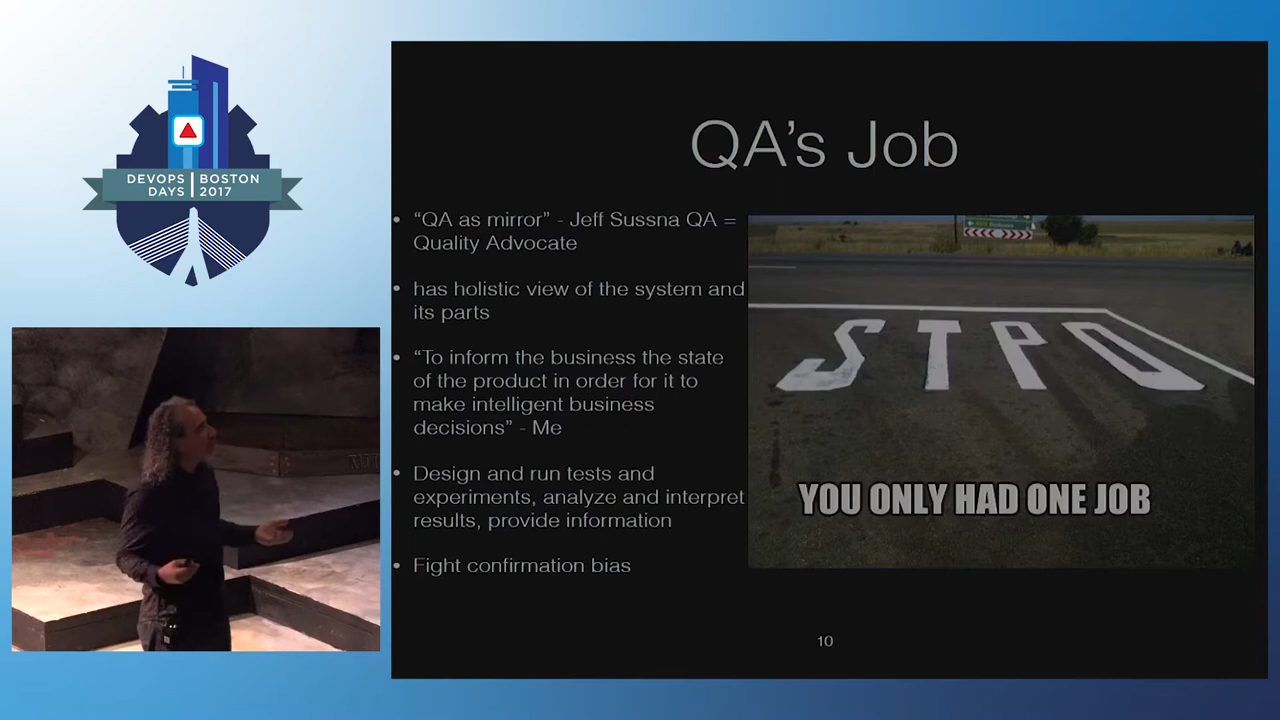 DEVOPS BOSTON
DAYS 2017
QA's Job
• “QA as mirror” - Jeff Sussna QA =
Quality Advocate
• has holistic view of the system and
its parts
• “To inform the business the state
of the product in order for it to
make intelligent business
decisions” - Me
• Design and run tests and
experiments, analyze and interpret
results, provide information
• Fight confirmation bias
STPO
YOU ONLY HAD ONE JOB
10